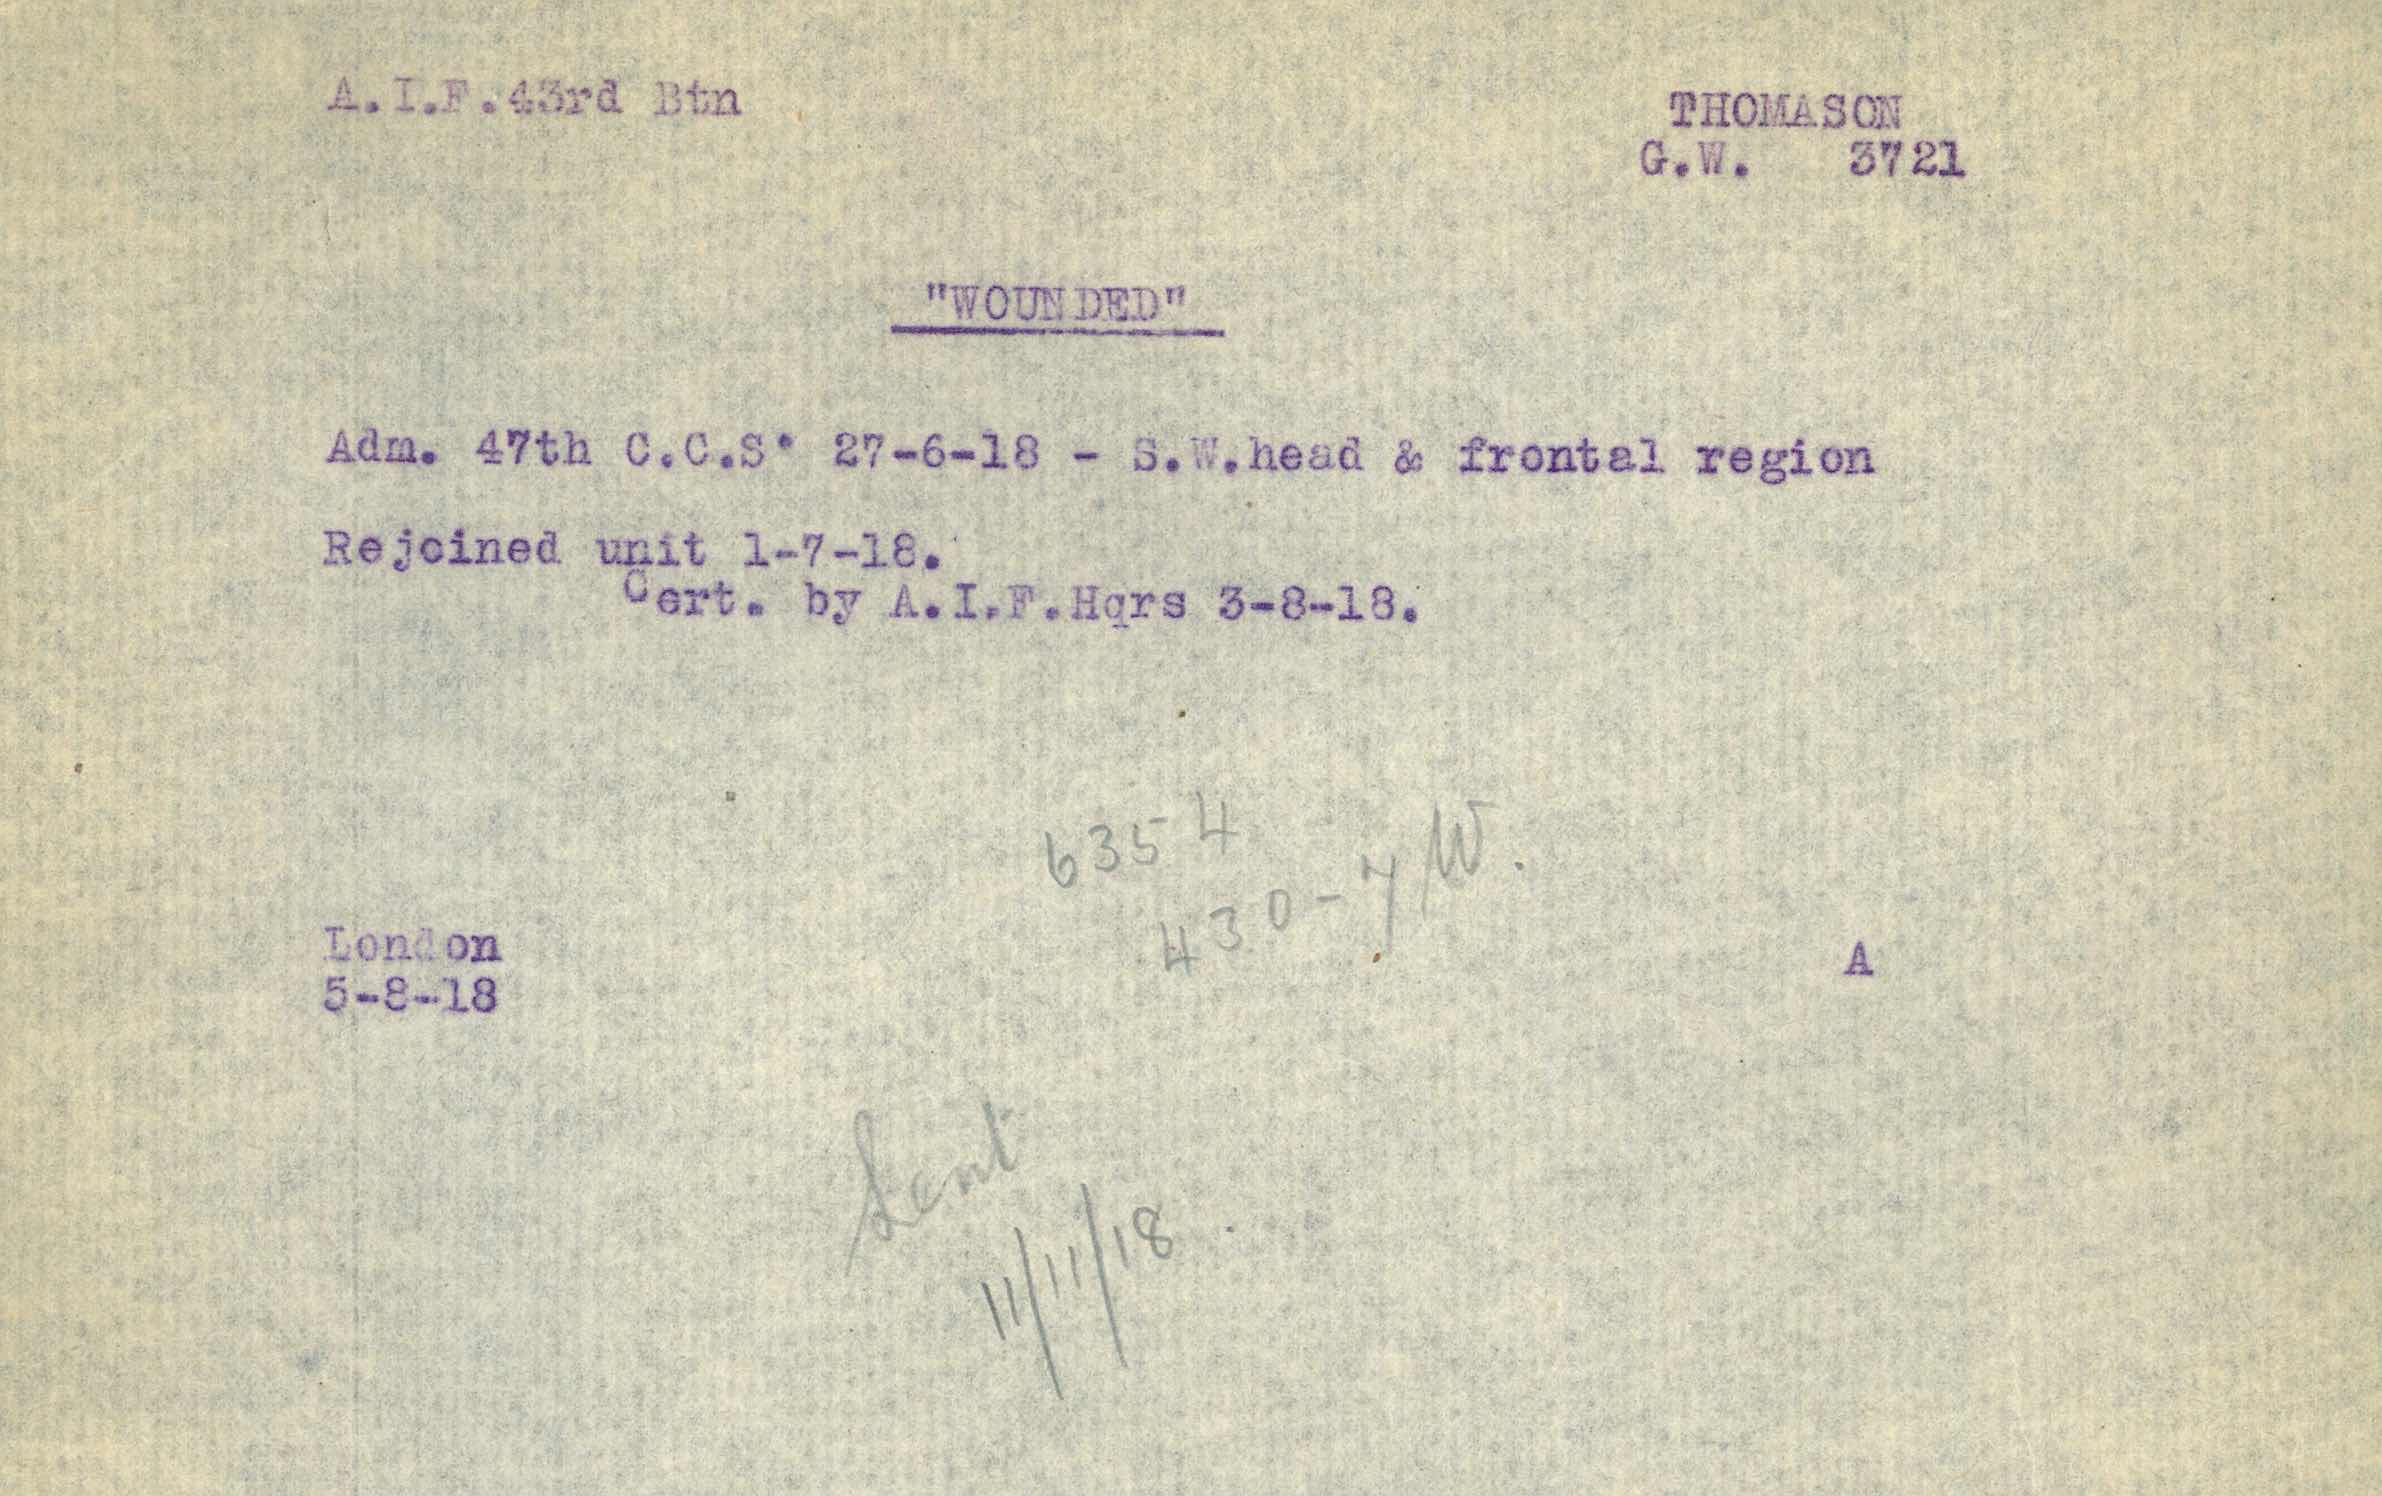 A.I.F.43rd Btn
THOMASON
G.W. 3721
"WOUNDED"
Adm. 47th C.C.S. 27-6-18 - S.W.head & frontal region
Rejoined unit 1-7-18.
Cert. by A.I.F.Hqrs 3-8-18.
6354
430-7 W.
London
5-8-18
A
Sent
11/11/18.